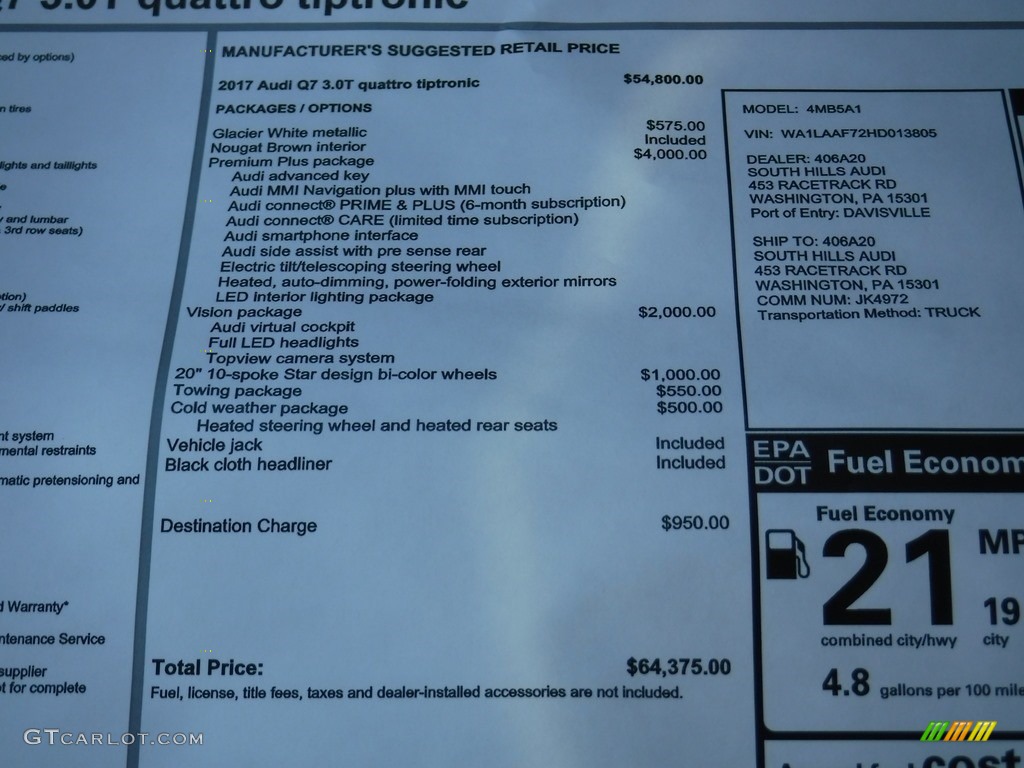 7 3.0T quattro tiptronic
ed by options)
n tires
lights and taillights
y and lumbar
3rd row seats)
tion)
/ shift paddles
nt system
mental restraints
matic pretensioning and
d Warranty*
ntenance Service
supplier
t for complete
MANUFACTURER'S SUGGESTED RETAIL PRICE
2017 Audi Q7 3.0T quattro tiptronic $54,800.00
PACKAGES / OPTIONS
Glacier White metallic $575.00
Nougat Brown interior Included
Premium Plus package $4,000.00
Audi advanced key
Audi MMI Navigation plus with MMI touch
Audi connect® PRIME & PLUS (6-month subscription)
Audi connect® CARE (limited time subscription)
Audi smartphone interface
Audi side assist with pre sense rear
Electric tilt/telescoping steering wheel
Heated, auto-dimming, power-folding exterior mirrors
LED Interior lighting package
Vision package $2,000.00
Audi virtual cockpit
Full LED headlights
Topview camera system
20" 10-spoke Star design bi-color wheels $1,000.00
Towing package $550.00
Cold weather package $500.00
Heated steering wheel and heated rear seats
Vehicle jack Included
Black cloth headliner Included
Destination Charge $950.00
Total Price: $64,375.00
Fuel, license, title fees, taxes and dealer-installed accessories are not included.
MODEL: 4MB5A1
VIN: WA1LAAF72HD013805
DEALER: 406A20
SOUTH HILLS AUDI
453 RACETRACK RD
WASHINGTON, PA 15301
Port of Entry: DAVISVILLE
SHIP TO: 406A20
SOUTH HILLS AUDI
453 RACETRACK RD
WASHINGTON, PA 15301
COMM NUM: JK4972
Transportation Method: TRUCK
EPA
DOT Fuel Econom
Fuel Economy
21 MP
19
combined city/hwy city
4.8 gallons per 100 mile
cost
GTCARLOT.COM